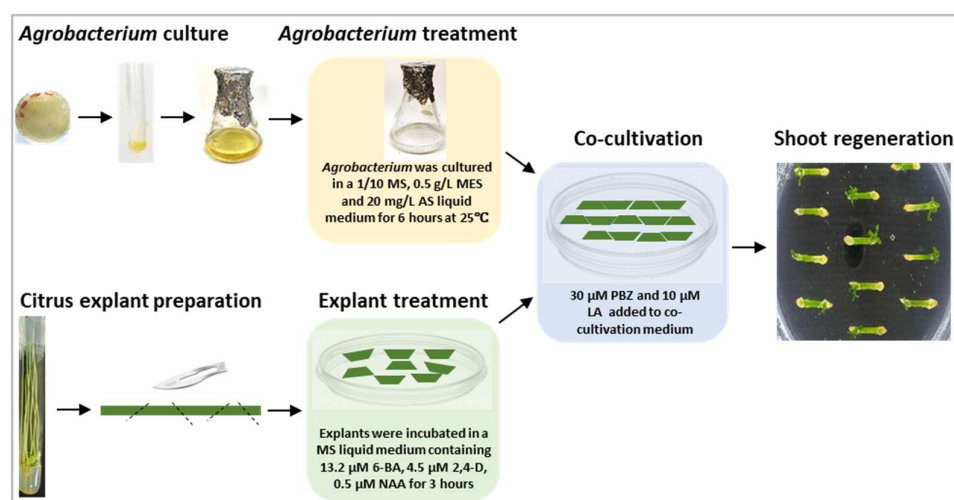 Agrobacterium culture
Agrobacterium treatment
Agrobacterium was cultured
in a 1/10 MS, 0.5 g/L MES
and 20 mg/L AS liquid
medium for 6 hours at 25℃
Co-cultivation
30 µM PBZ and 10 µM
LA added to co-
cultivation medium
Shoot regeneration
Citrus explant preparation
Explant treatment
Explants were incubated in a
MS liquid medium containing
13.2 µM 6-BA, 4.5 µM 2,4-D,
0.5 µM NAA for 3 hours